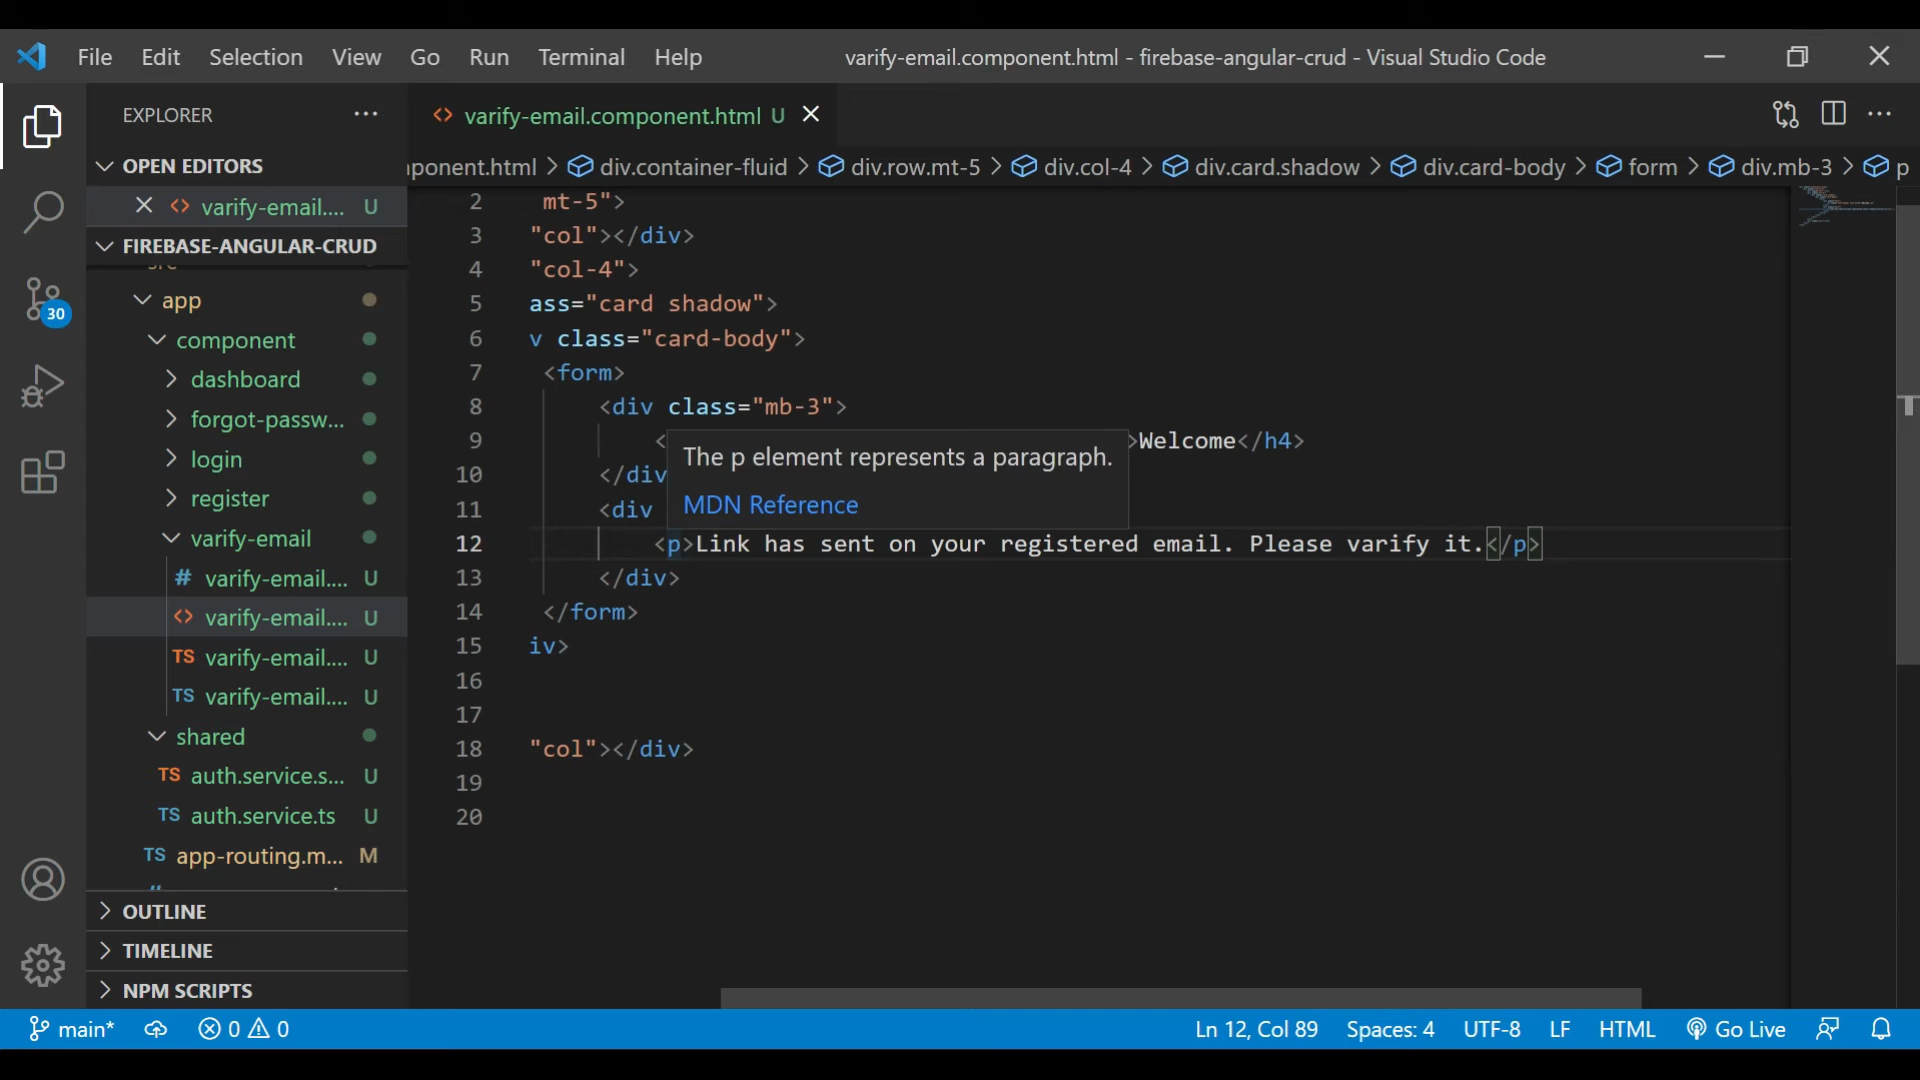 File Edit Selection View Go Run Terminal Help varify-email.component.html - firebase-angular-crud - Visual Studio Code
EXPLORER ···
varify-email.component.html U
OPEN EDITORS
ponent.html > div.container-fluid > div.row.mt-5 > div.col-4 > div.card.shadow > div.card-body > form > div.mb-3 > p
varify-email.... U
FIREBASE-ANGULAR-CRUD
src
app
component
dashboard
forgot-passw...
login
register
varify-email
# varify-email.... U
<> varify-email.... U
TS varify-email.... U
TS varify-email.... U
shared
TS auth.service.s... U
TS auth.service.ts U
TS app-routing.m... M
OUTLINE
TIMELINE
NPM SCRIPTS
30
2 mt-5">
3 "col"></div>
4 "col-4">
5 ass="card shadow">
6 v class="card-body">
7 <form>
8 <div class="mb-3">
9 < >Welcome</h4>
10 </div
11 <div
12 <p>Link has sent on your registered email. Please varify it.</p>
13 </div>
14 </form>
15 iv>
16
17
18 "col"></div>
19
20
The p element represents a paragraph.
MDN Reference
main* 0 0 Ln 12, Col 89 Spaces: 4 UTF-8 LF HTML Go Live